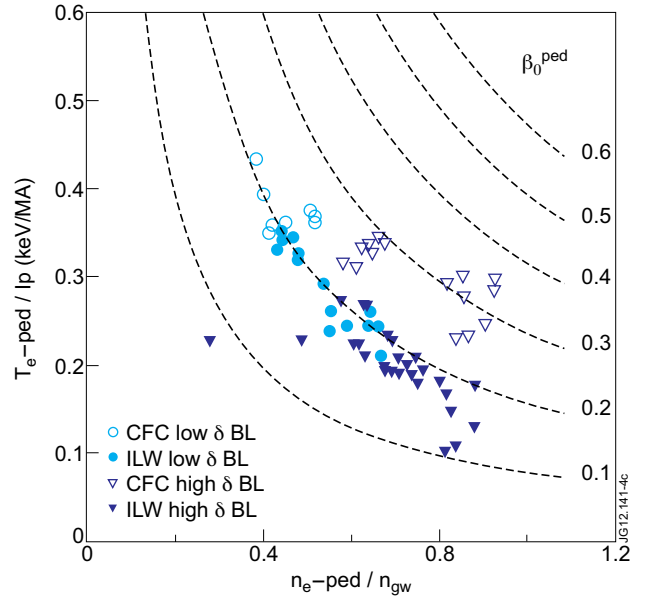 0.6
β₀ᵖᵉᵈ
0.6
0.5
0.5
0.4
0.4
0.3
0.3
0.2
0.2
0.1
0.1
0
Tₑ–ped / Ip (keV/MA)
CFC low δ BL
ILW low δ BL
CFC high δ BL
ILW high δ BL
0 0.4 0.8 1.2
nₑ–ped / n_gw
JG12.141-4c